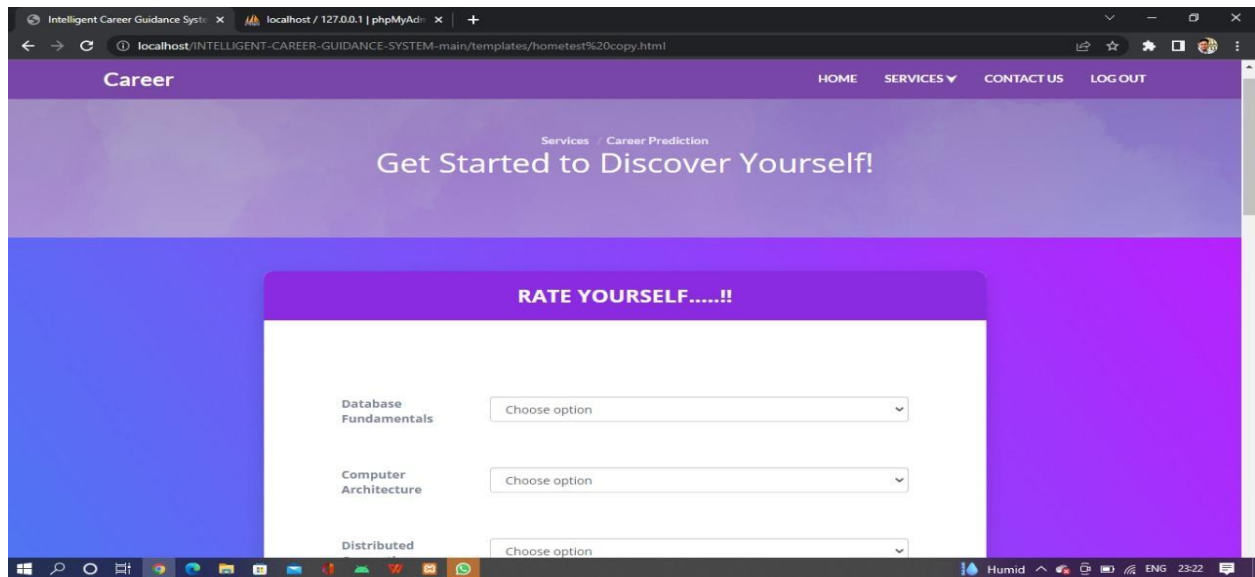 Intelligent Career Guidance Syste
localhost / 127.0.0.1 | phpMyAdm
localhost/INTELLIGENT-CAREER-GUIDANCE-SYSTEM-main/templates/hometest%20copy.html
Career
HOME SERVICES CONTACT US LOG OUT
Services / Career Prediction
Get Started to Discover Yourself!
RATE YOURSELF.....!!
Database
Fundamentals
Choose option
Computer
Architecture
Choose option
Distributed
Choose option
Humid ENG 23:22